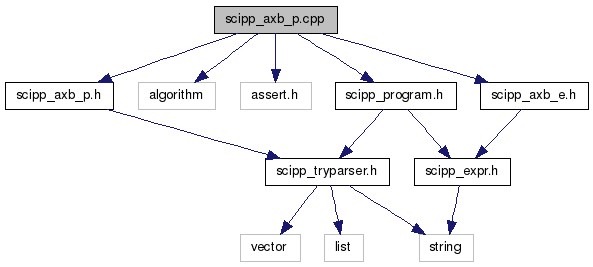 scipp_axb_p.cpp
scipp_axb_p.h
algorithm
assert.h
scipp_program.h
scipp_axb_e.h
scipp_tryparser.h
scipp_expr.h
vector
list
string